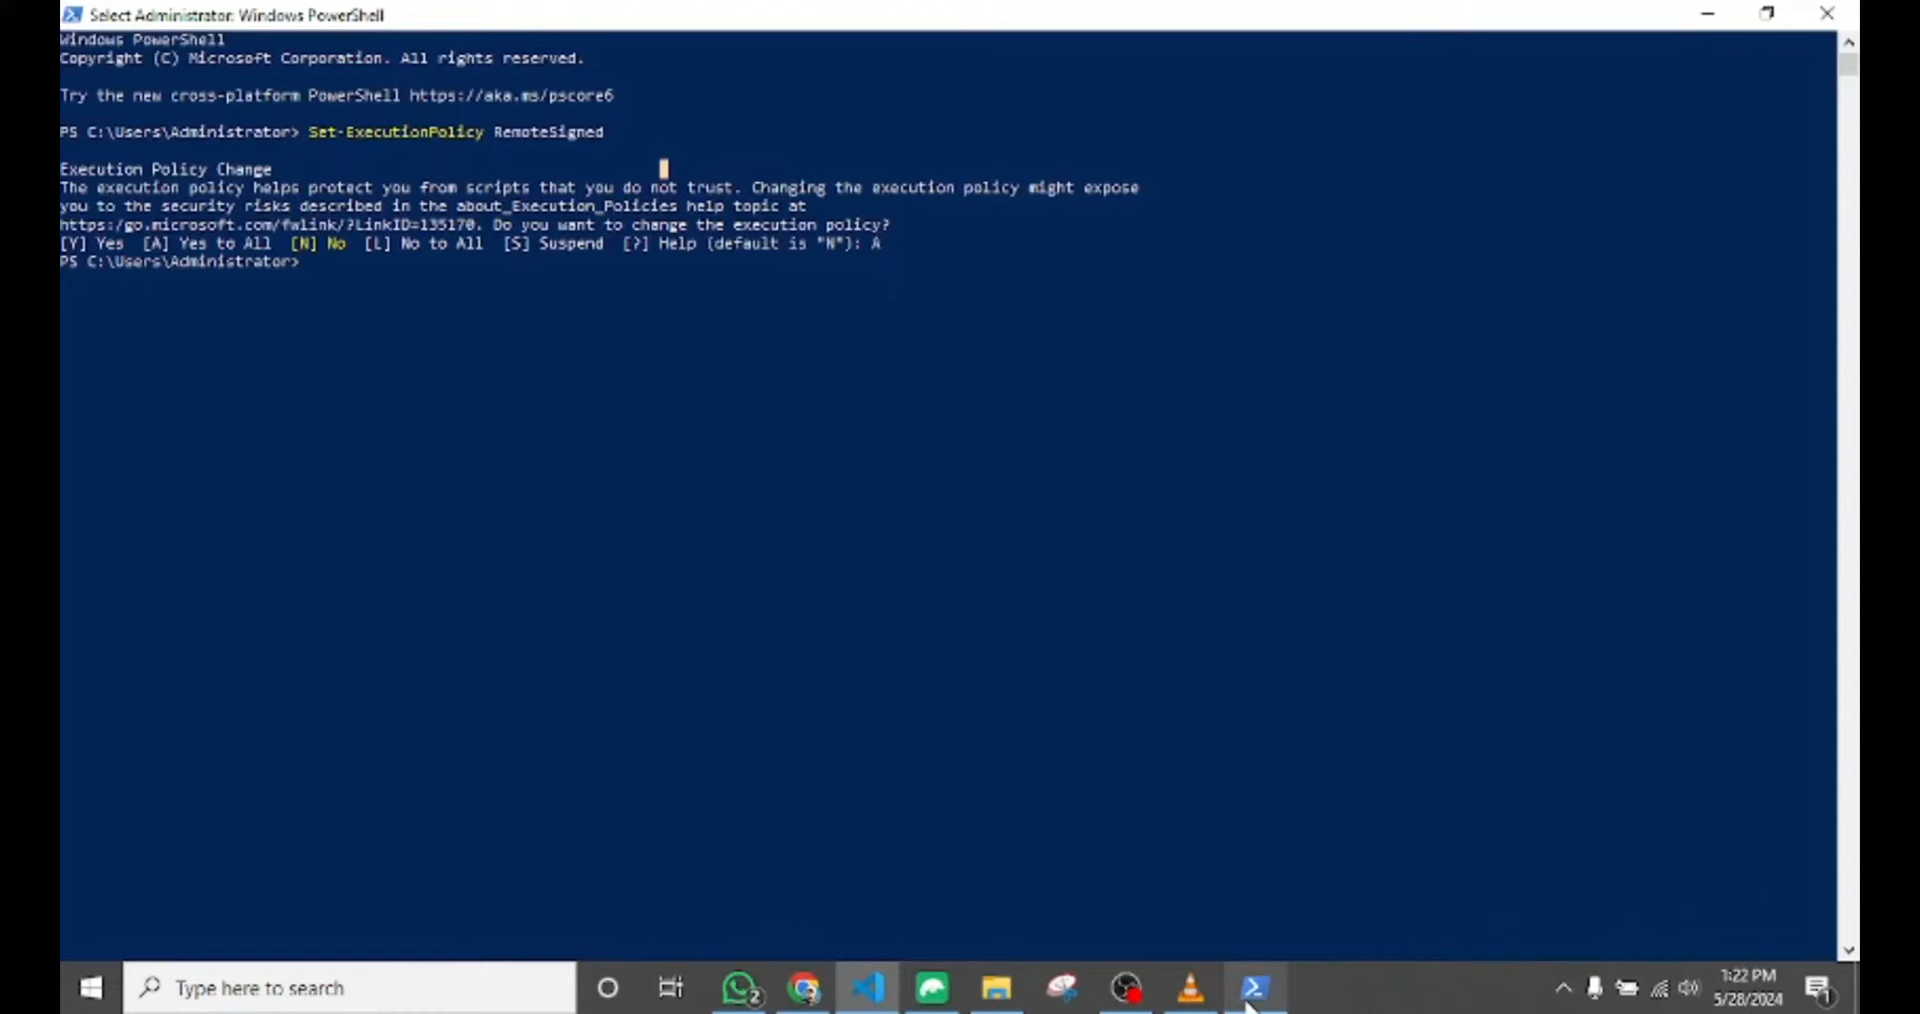 Select Administrator: Windows PowerShell
Windows PowerShell
Copyright (C) Microsoft Corporation. All rights reserved.
Try the new cross-platform PowerShell https://aka.ms/pscore6
PS C:\Users\Administrator> Set-ExecutionPolicy RemoteSigned
Execution Policy Change
The execution policy helps protect you from scripts that you do not trust. Changing the execution policy might expose
you to the security risks described in the about_Execution_Policies help topic at
https:/go.microsoft.com/fwlink/?LinkID=135170. Do you want to change the execution policy?
[Y] Yes [A] Yes to All [N] No [L] No to All [S] Suspend [?] Help (default is "N"): A
PS C:\Users\Administrator>
Type here to search
2
1:22 PM
5/28/2024
1